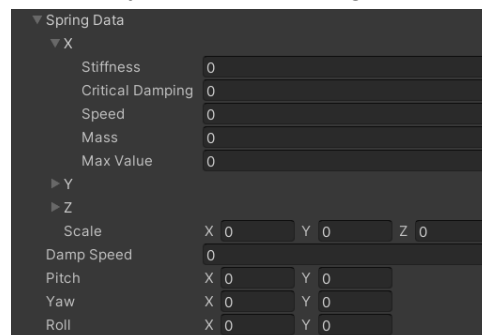 Spring Data
X
Stiffness 0
Critical Damping 0
Speed 0
Mass 0
Max Value 0
Y
Z
Scale X 0 Y 0 Z 0
Damp Speed 0
Pitch X 0 Y 0
Yaw X 0 Y 0
Roll X 0 Y 0